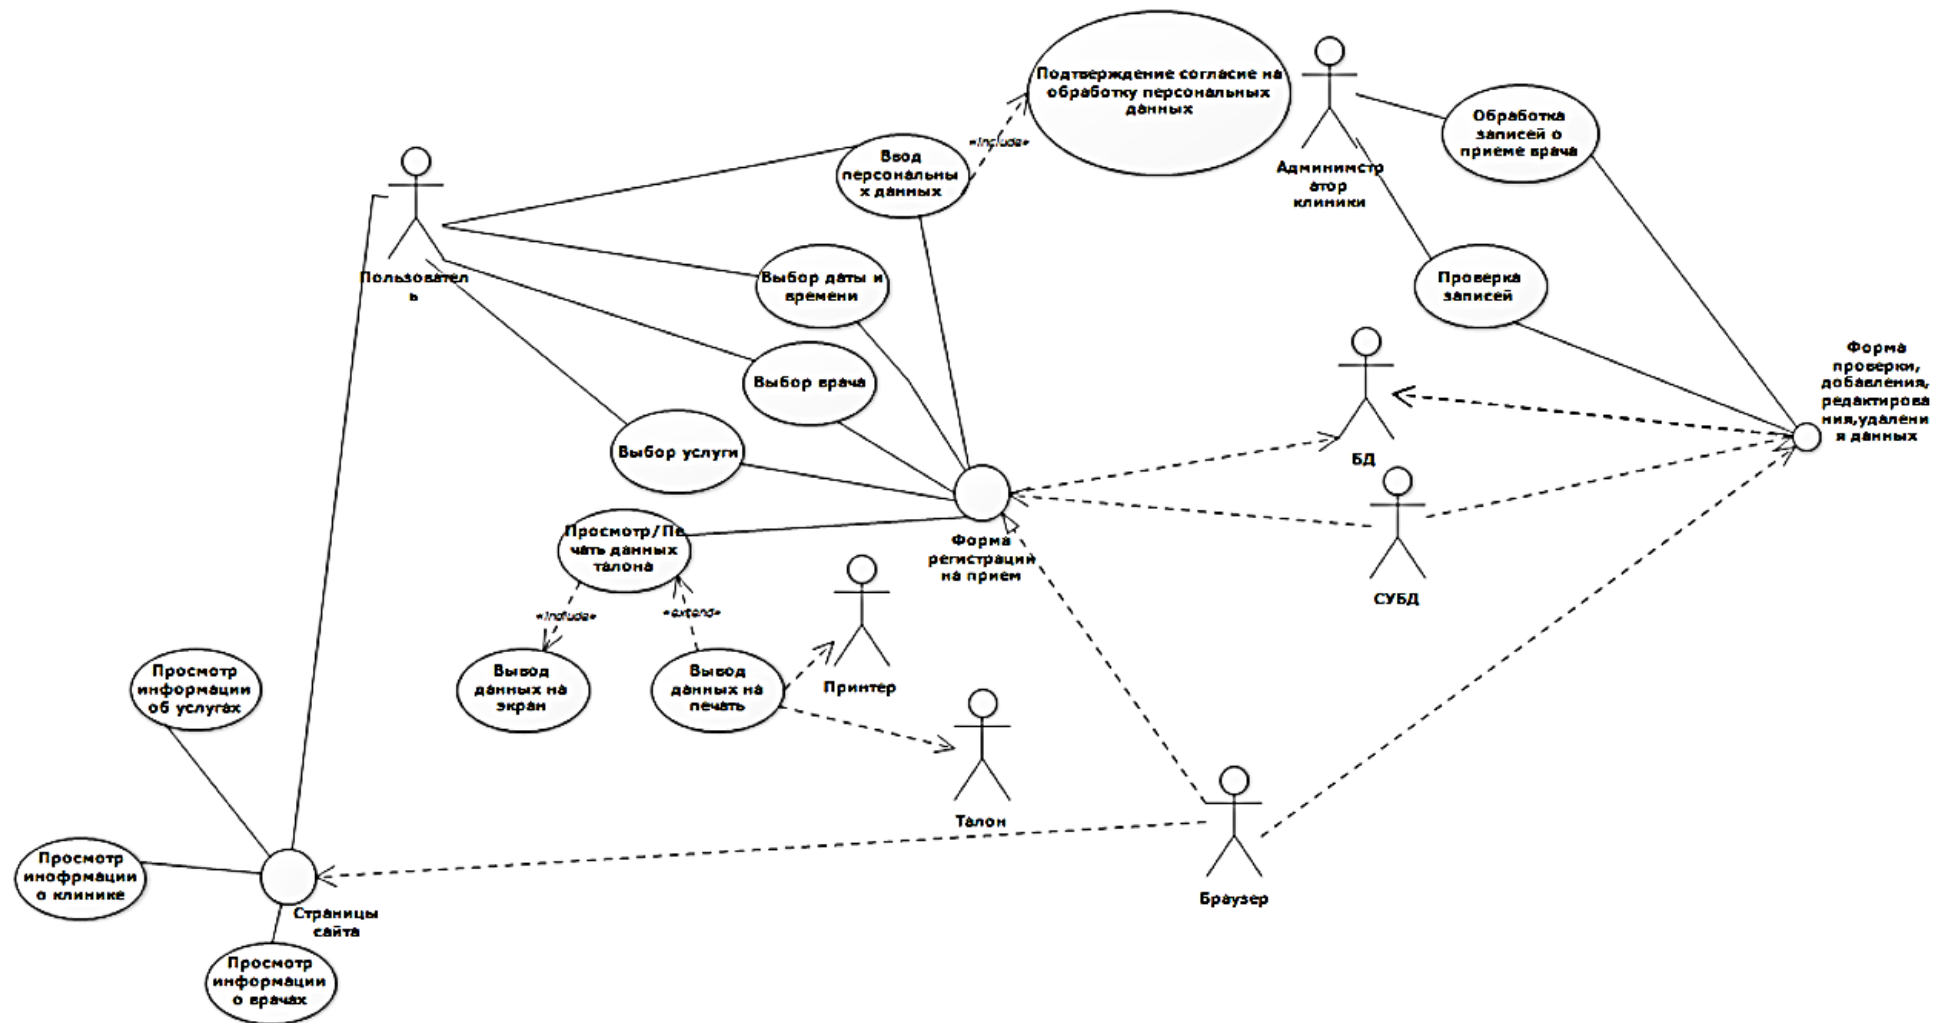 Подтверждение согласие на
обработку персональных
данных
Обработка
записей о
приеме врача
Ввод
персональны
х данных
«include»
Админимстр
атор
клиники
Пользовател
ь
Выбор даты и
времени
Проверка
записей
Форма
проверки,
добавления,
редактирова
ния,удалени
я данных
Выбор врача
Выбор услуги
БД
Просмотр/Пе
чать данных
талона
Форма
регистраций
на прием
СУБД
«include»
«extend»
Вывод
данных на
экран
Вывод
данных на
печать
Принтер
Просмотр
информации
об услугах
Талон
Просмотр
инофрмации
о клинике
Браузер
Страницы
сайта
Просмотр
информации
о врачах